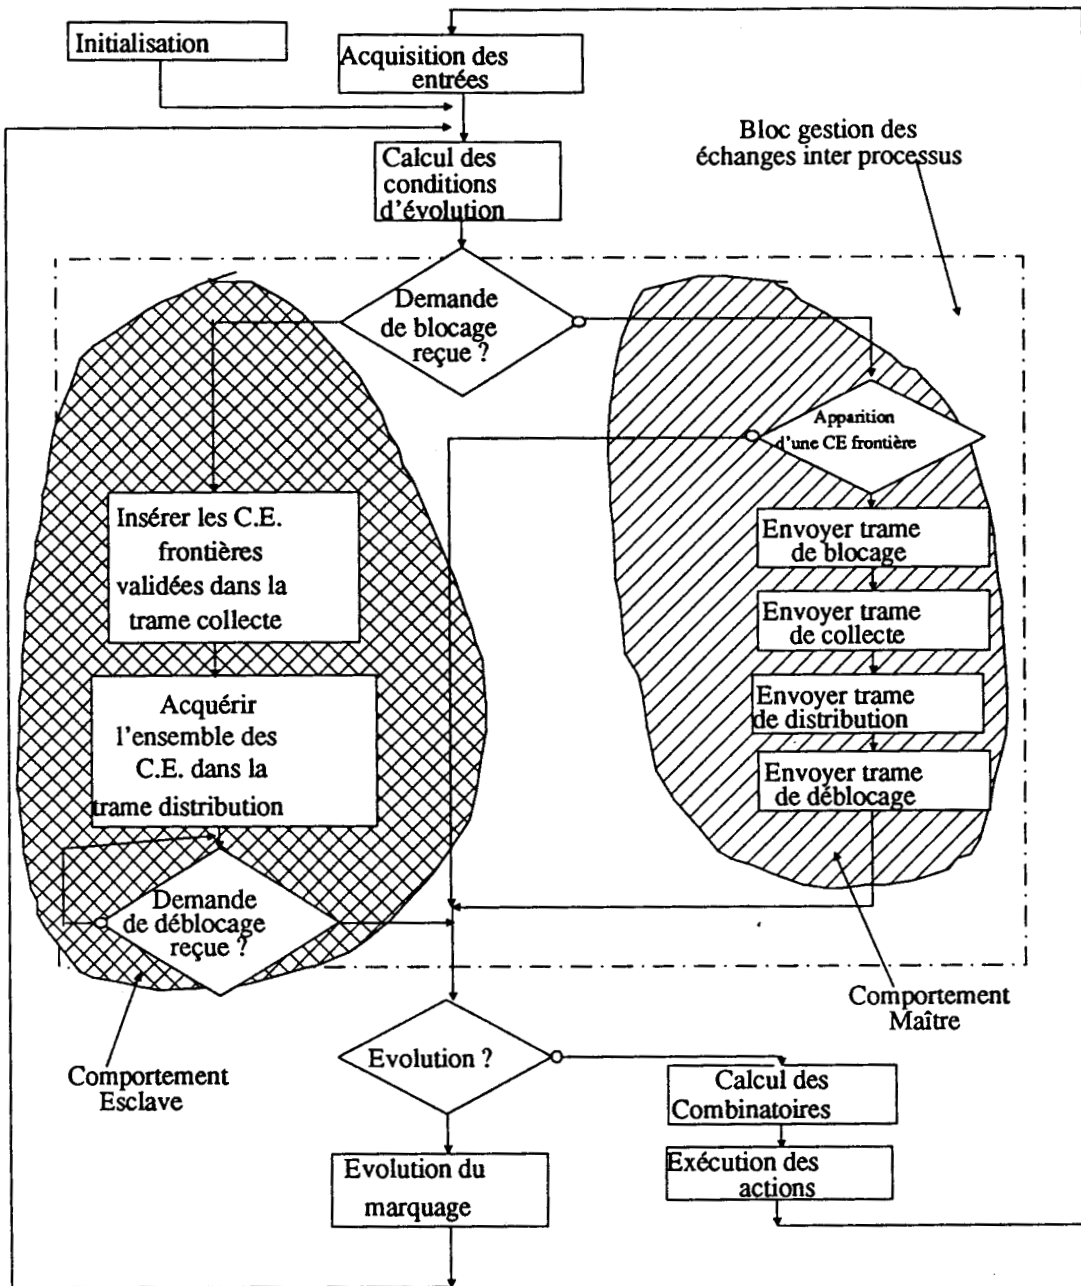 Initialisation
Acquisition des
entrées
Bloc gestion des
échanges inter processus
Calcul des
conditions
d'évolution
Demande
de blocage
reçue ?
Apparition
d'une CE frontière
Insérer les C.E.
frontières
validées dans la
trame collecte
Envoyer trame
de blocage
Envoyer trame
de collecte
Acquérir
l'ensemble des
C.E. dans la
trame distribution
Envoyer trame
de distribution
Envoyer trame
de déblocage
Demande
de déblocage
reçue ?
Comportement
Maître
Comportement
Esclave
Evolution ?
Calcul des
Combinatoires
Evolution du
marquage
Exécution des
actions